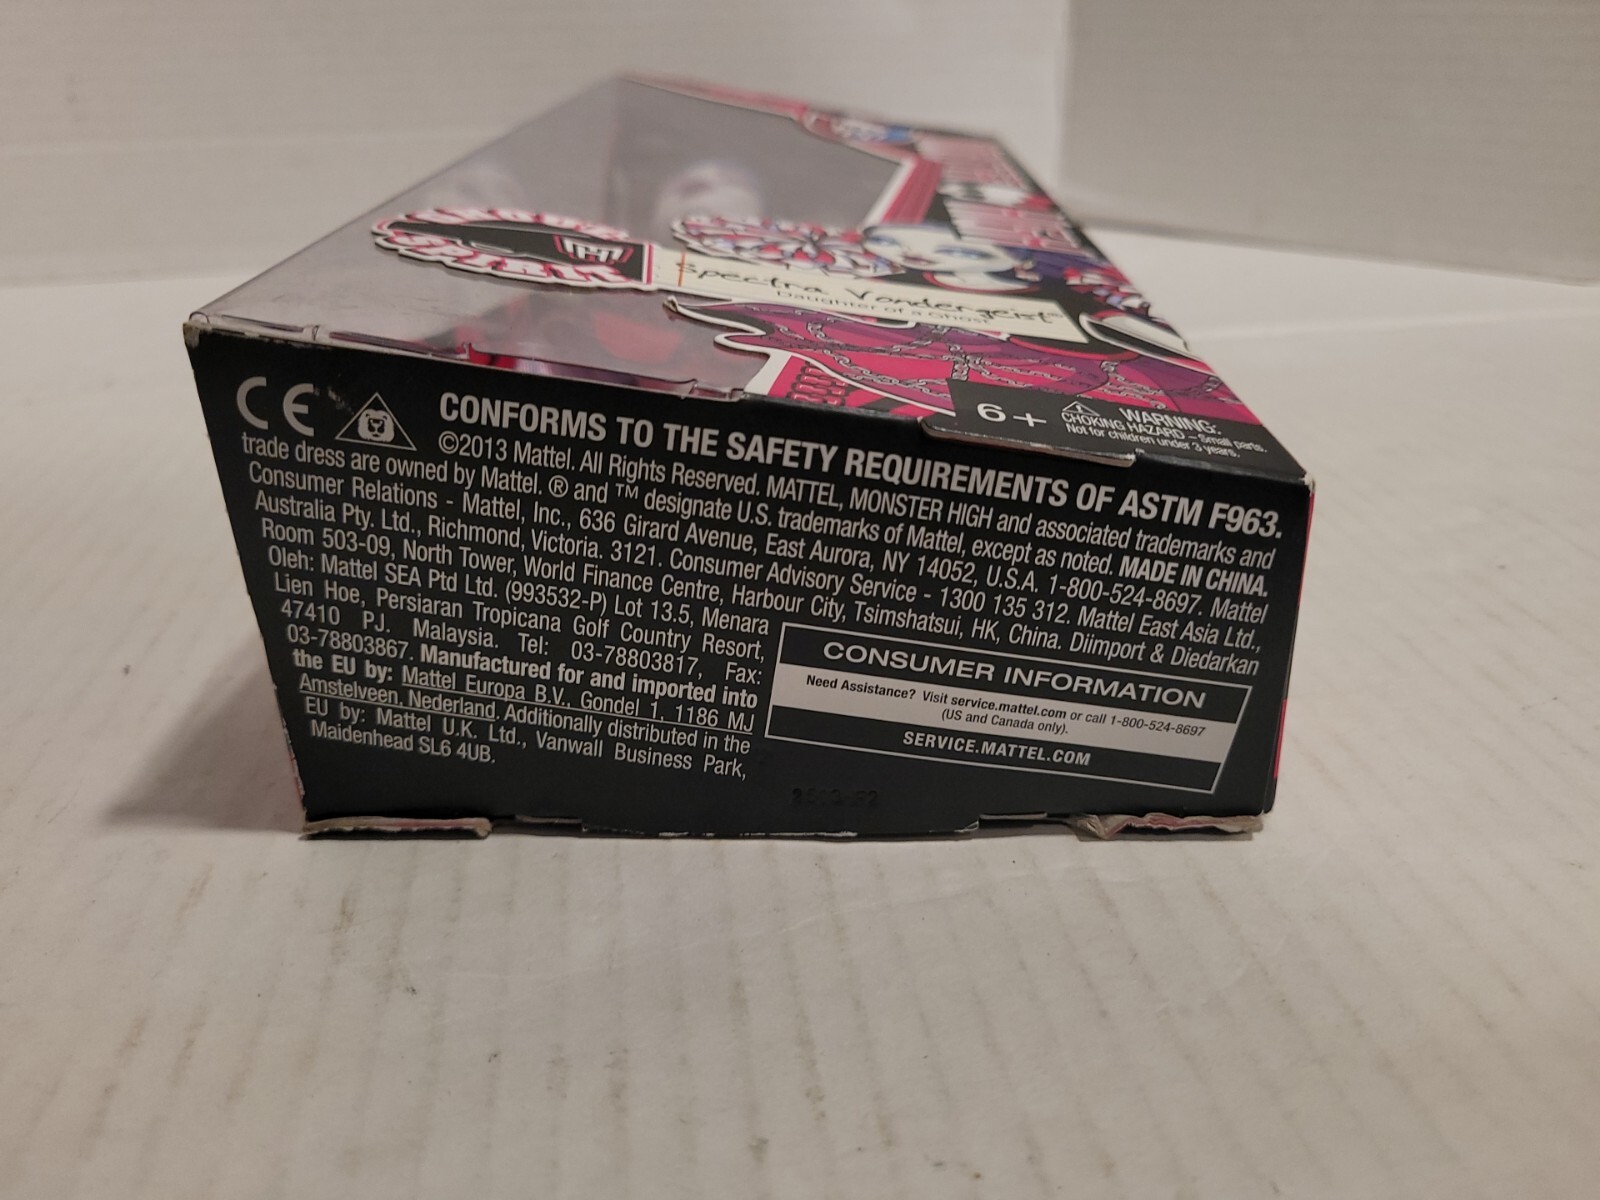 GHOUL
SPIRIT
Spectra Vondergeist
Daughter of a Ghost
6+
WARNING:
CHOKING HAZARD – Small parts.
Not for children under 3 years.
CE
CONFORMS TO THE SAFETY REQUIREMENTS OF ASTM F963.
©2013 Mattel. All Rights Reserved. MATTEL, MONSTER HIGH and associated trademarks and
trade dress are owned by Mattel. ® and ™ designate U.S. trademarks of Mattel, except as noted. MADE IN CHINA.
Consumer Relations - Mattel, Inc., 636 Girard Avenue, East Aurora, NY 14052, U.S.A. 1-800-524-8697. Mattel
Australia Pty. Ltd., Richmond, Victoria. 3121. Consumer Advisory Service - 1300 135 312. Mattel East Asia Ltd.,
Room 503-09, North Tower, World Finance Centre, Harbour City, Tsimshatsui, HK, China. Diimport & Diedarkan
Oleh: Mattel SEA Ptd Ltd. (993532-P) Lot 13.5, Menara
Lien Hoe, Persiaran Tropicana Golf Country Resort,
47410 PJ. Malaysia. Tel: 03-78803817, Fax:
03-78803867. Manufactured for and imported into
the EU by: Mattel Europa B.V., Gondel 1, 1186 MJ
Amstelveen, Nederland. Additionally distributed in the
EU by: Mattel U.K. Ltd., Vanwall Business Park,
Maidenhead SL6 4UB.
CONSUMER INFORMATION
Need Assistance? Visit service.mattel.com or call 1-800-524-8697
(US and Canada only).
SERVICE.MATTEL.COM